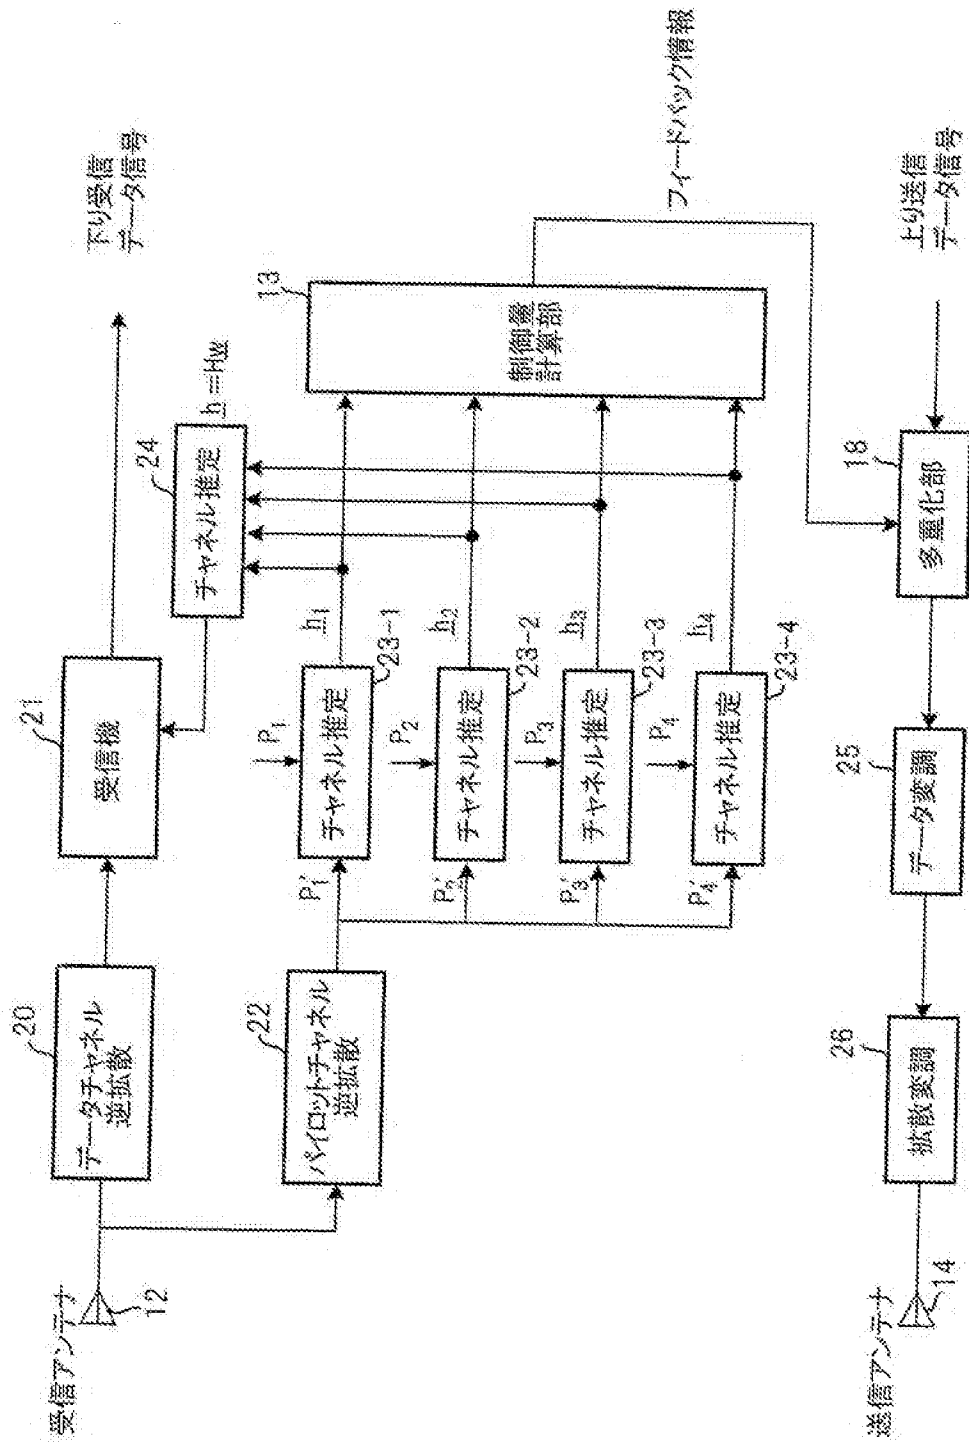 受信アンテナ
12
20
データチャネル
逆拡散
21
受信機
下り受信
データ信号
22
パイロットチャネル
逆拡散
24
チャネル推定
h=HW
P1
P1'
チャネル推定
23-1
h1
P2
P2'
チャネル推定
23-2
h2
P3
P3'
チャネル推定
23-3
h3
P4
P4'
チャネル推定
23-4
h4
13
制御量
計算部
フィードバック情報
送信アンテナ
14
26
拡散変調
25
データ変調
18
多重化部
上り送信
データ信号